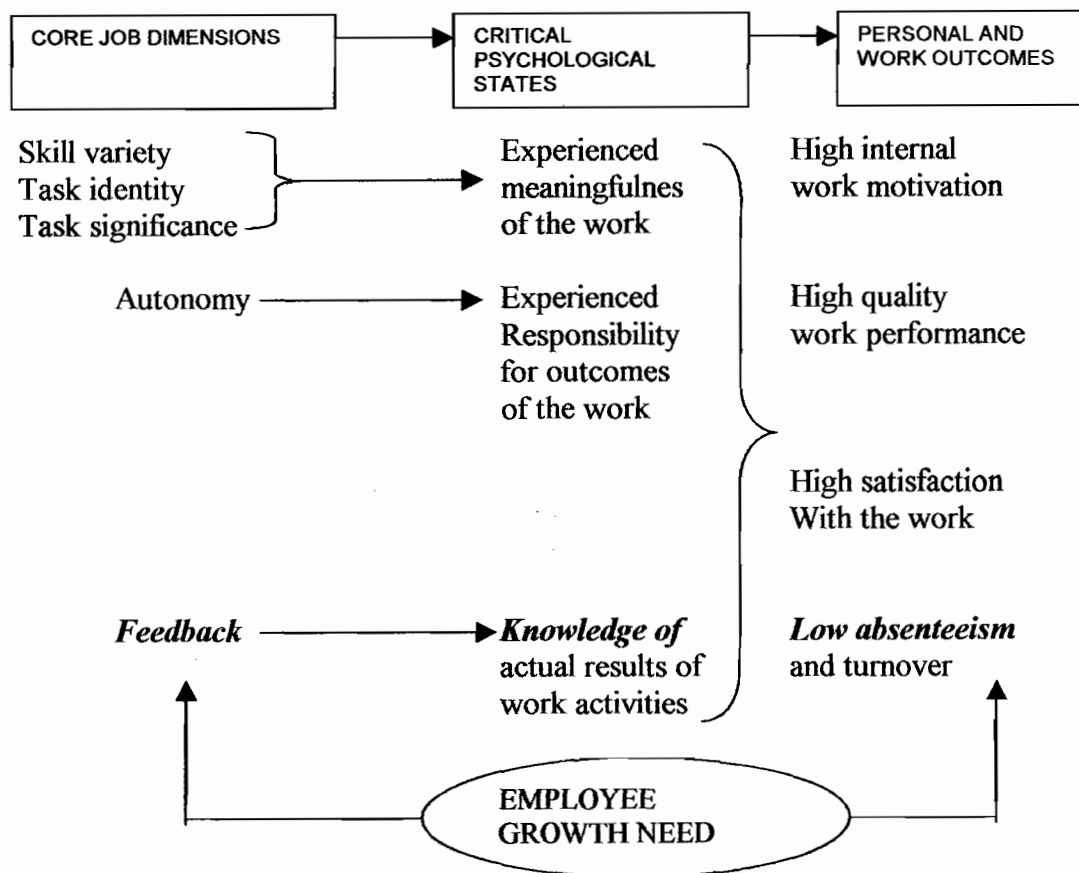 CORE JOB DIMENSIONS
CRITICAL
PSYCHOLOGICAL
STATES
PERSONAL AND
WORK OUTCOMES
Skill variety
Task identity
Task significance
Experienced
meaningfulnes
of the work
High internal
work motivation
Autonomy
Experienced
Responsibility
for outcomes
of the work
High quality
work performance
High satisfaction
With the work
Feedback
Knowledge of
actual results of
work activities
Low absenteeism
and turnover
EMPLOYEE
GROWTH NEED